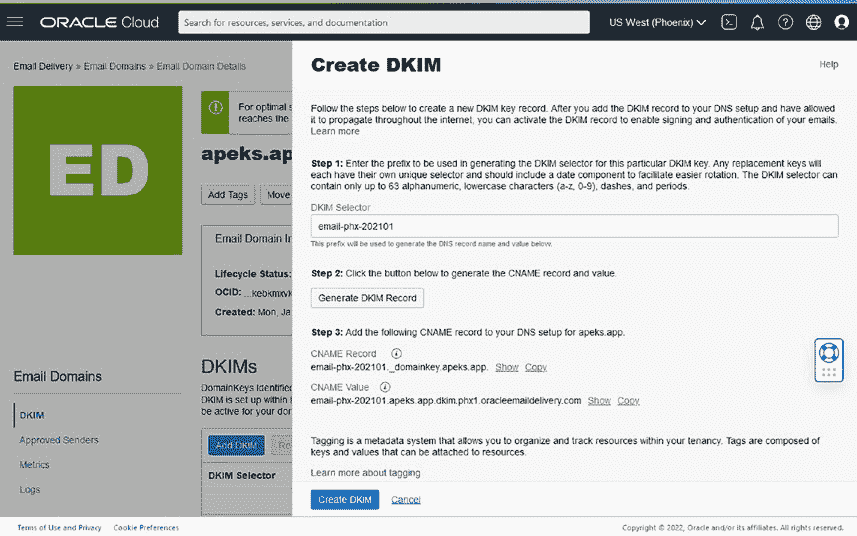 ORACLE Cloud
Search for resources, services, and documentation
US West (Phoenix)
Email Delivery » Email Domains » Email Domain Details
ED
For optimal s
reaches the
apeks.ap
Add Tags
Move
Email Domain In
Lifecycle Status:
OCID:
Created: Mon, Ja
Email Domains
DKIM
Approved Senders
Metrics
Logs
DKIMs
DomainKeys Identified
DKIM is set up within
be active for your dor
Add DKIM
Re
DKIM Selector
Create DKIM
Help
Follow the steps below to create a new DKIM key record. After you add the DKIM record to your DNS setup and have allowed
it to propagate throughout the internet, you can activate the DKIM record to enable signing and authentication of your emails.
Learn more
Step 1: Enter the prefix to be used in generating the DKIM selector for this particular DKIM key. Any replacement keys will
each have their own unique selector and should include a date component to facilitate easier rotation. The DKIM selector can
contain only up to 63 alphanumeric, lowercase characters (a-z, 0-9), dashes, and periods.
DKIM Selector
email-phx-202101
This prefix will be used to generate the DNS record name and value below.
Step 2: Click the button below to generate the CNAME record and value.
Generate DKIM Record
Step 3: Add the following CNAME record to your DNS setup for apeks.app.
CNAME Record
email-phx-202101._domainkey.apeks.app. Show Copy
CNAME Value
email-phx-202101.apeks.app.dkim.phx1.oracleemaildelivery.com Show Copy
Tagging is a metadata system that allows you to organize and track resources within your tenancy. Tags are composed of
keys and values that can be attached to resources.
Learn more about tagging
Create DKIM
Cancel
Terms of Use and Privacy
Cookie Preferences
Copyright © 2022, Oracle and/or its affiliates. All rights reserved.